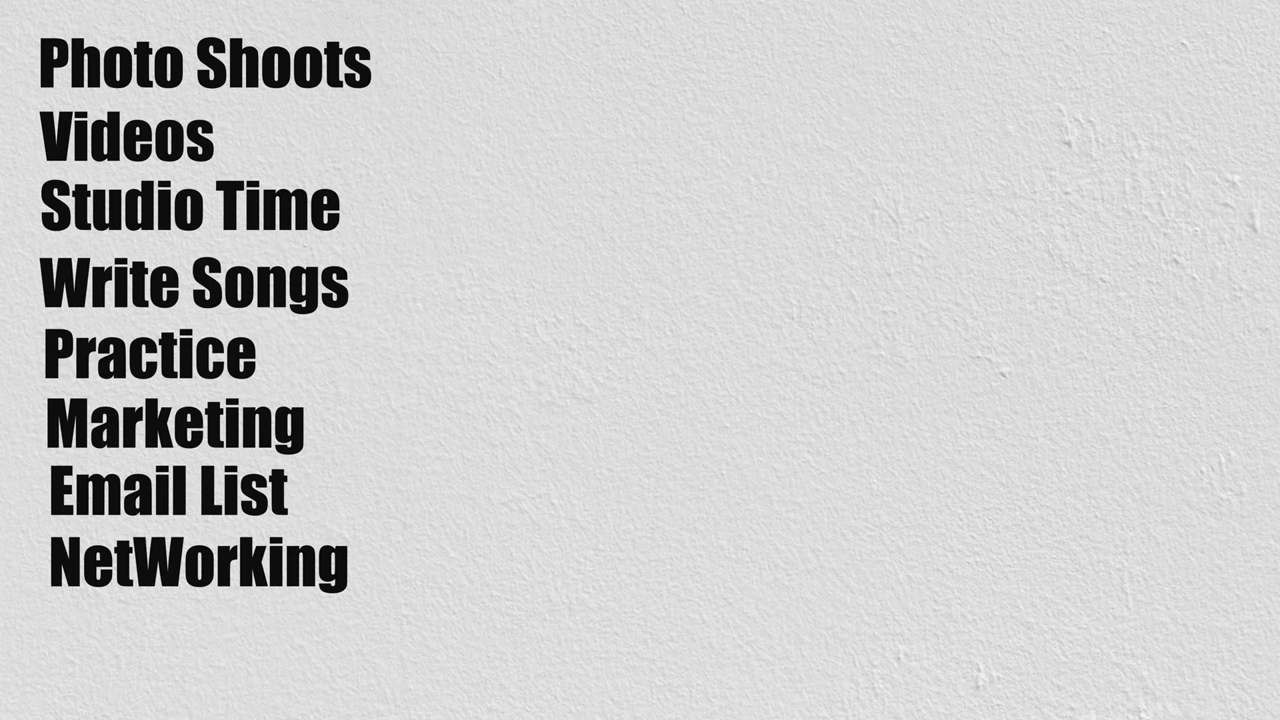 Photo Shoots
Videos
Studio Time
Write Songs
Practice
Marketing
Email List
NetWorking